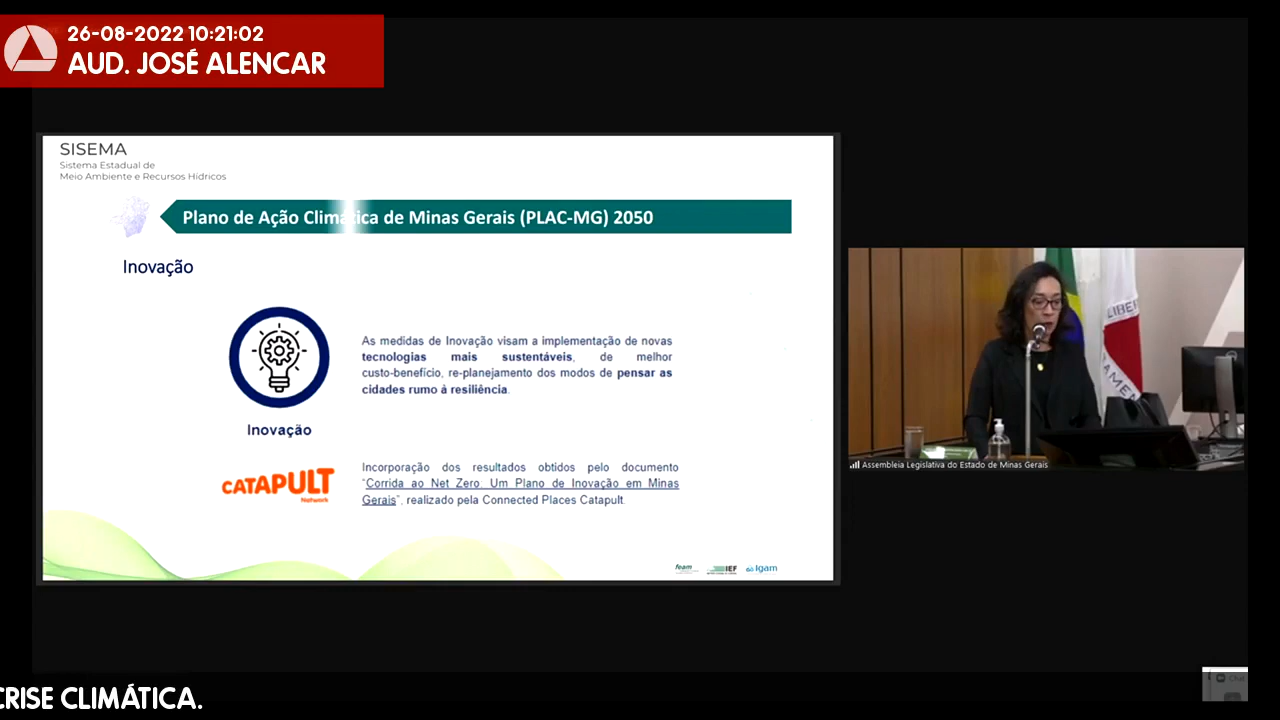 26-08-2022 10:21:02
AUD. JOSÉ ALENCAR
SISEMA
Sistema Estadual de
Meio Ambiente e Recursos Hídricos
Plano de Ação Climática de Minas Gerais (PLAC-MG) 2050
Inovação
As medidas de Inovação visam a implementação de novas
tecnologias mais sustentáveis, de melhor
custo-benefício, re-planejamento dos modos de pensar as
cidades rumo à resiliência.
Inovação
CATAPULT
Network
Incorporação dos resultados obtidos pelo documento
"Corrida ao Net Zero: Um Plano de Inovação em Minas
Gerais", realizado pela Connected Places Catapult.
feam
IEF
Igam
LIBER
AMEN
Assembleia Legislativa do Estado de Minas Gerais
Chat
CRISE CLIMÁTICA.